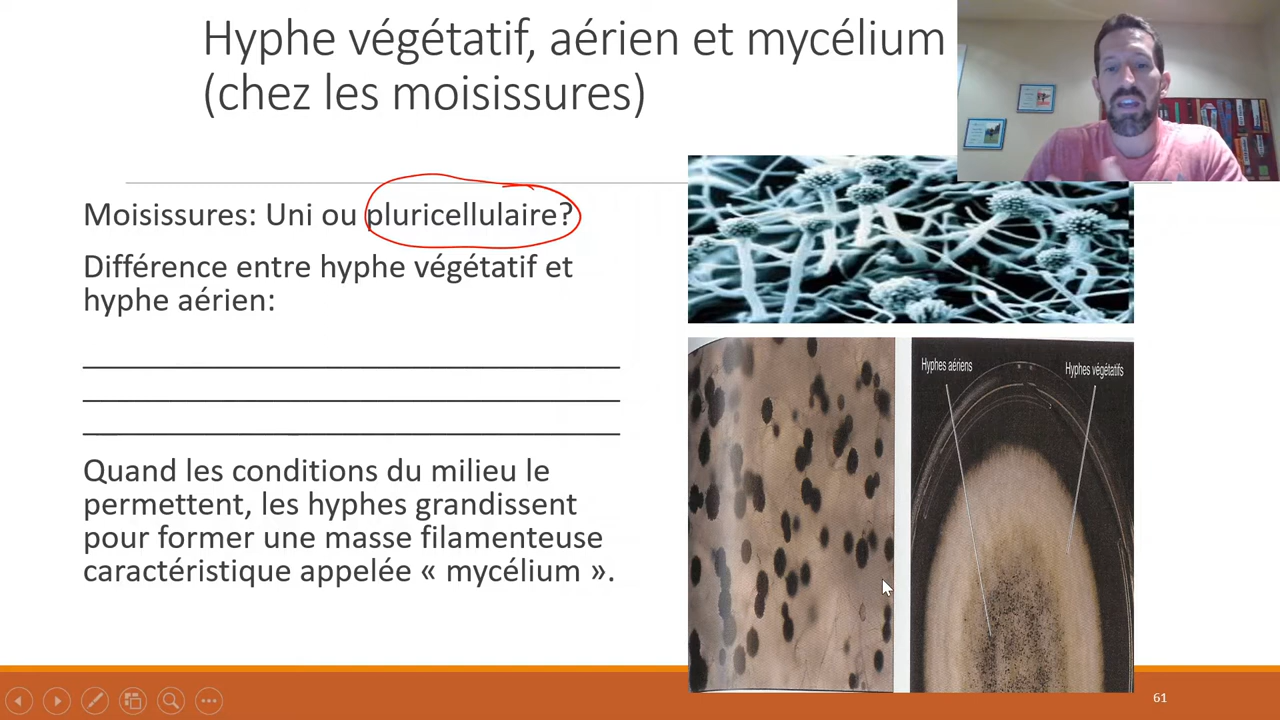 Hyphe végétatif, aérien et mycélium
(chez les moisissures)
Moisissures: Uni ou pluricellulaire?
Différence entre hyphe végétatif et
hyphe aérien:
Quand les conditions du milieu le
permettent, les hyphes grandissent
pour former une masse filamenteuse
caractéristique appelée « mycélium ».
Hyphes aériens
Hyphes végétatifs
61